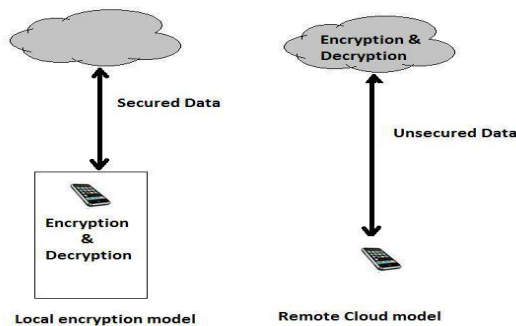 Secured Data
Encryption
&
Decryption
Local encryption model
Encryption &
Decryption
Unsecured Data
Remote Cloud model